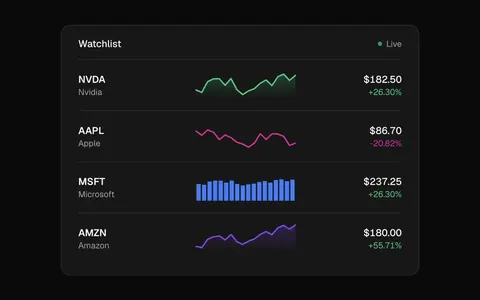 Watchlist
Live
NVDA
Nvidia
$182.50
+26.30%
AAPL
Apple
$86.70
-20.82%
MSFT
Microsoft
$237.25
+26.30%
AMZN
Amazon
$180.00
+55.71%